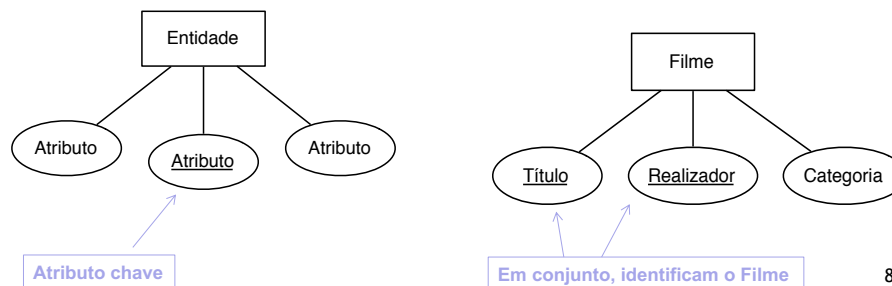 Entidade
Filme
Atributo
Atributo
Atributo
Título
Realizador
Categoria
Atributo chave
Em conjunto, identificam o Filme
8